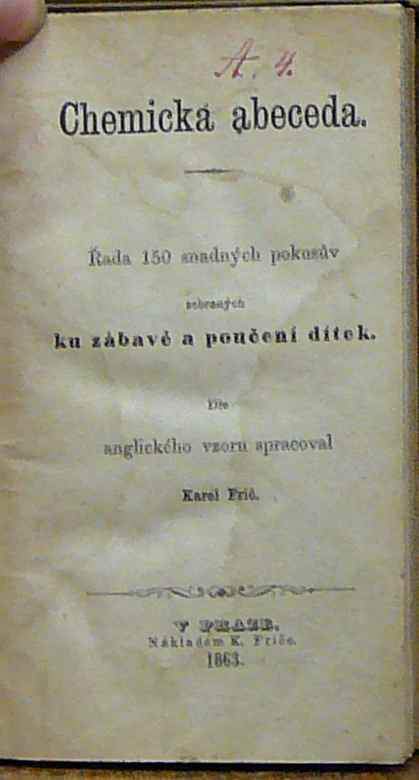 A. 4.
Chemická abeceda.
Řada 150 snadných pokusův
sebraných
ku zábavě a poučení dítek.
Dle
anglického vzoru spracoval
Karel Frič.
V PRAZE.
Nákladem K. Friče.
1863.